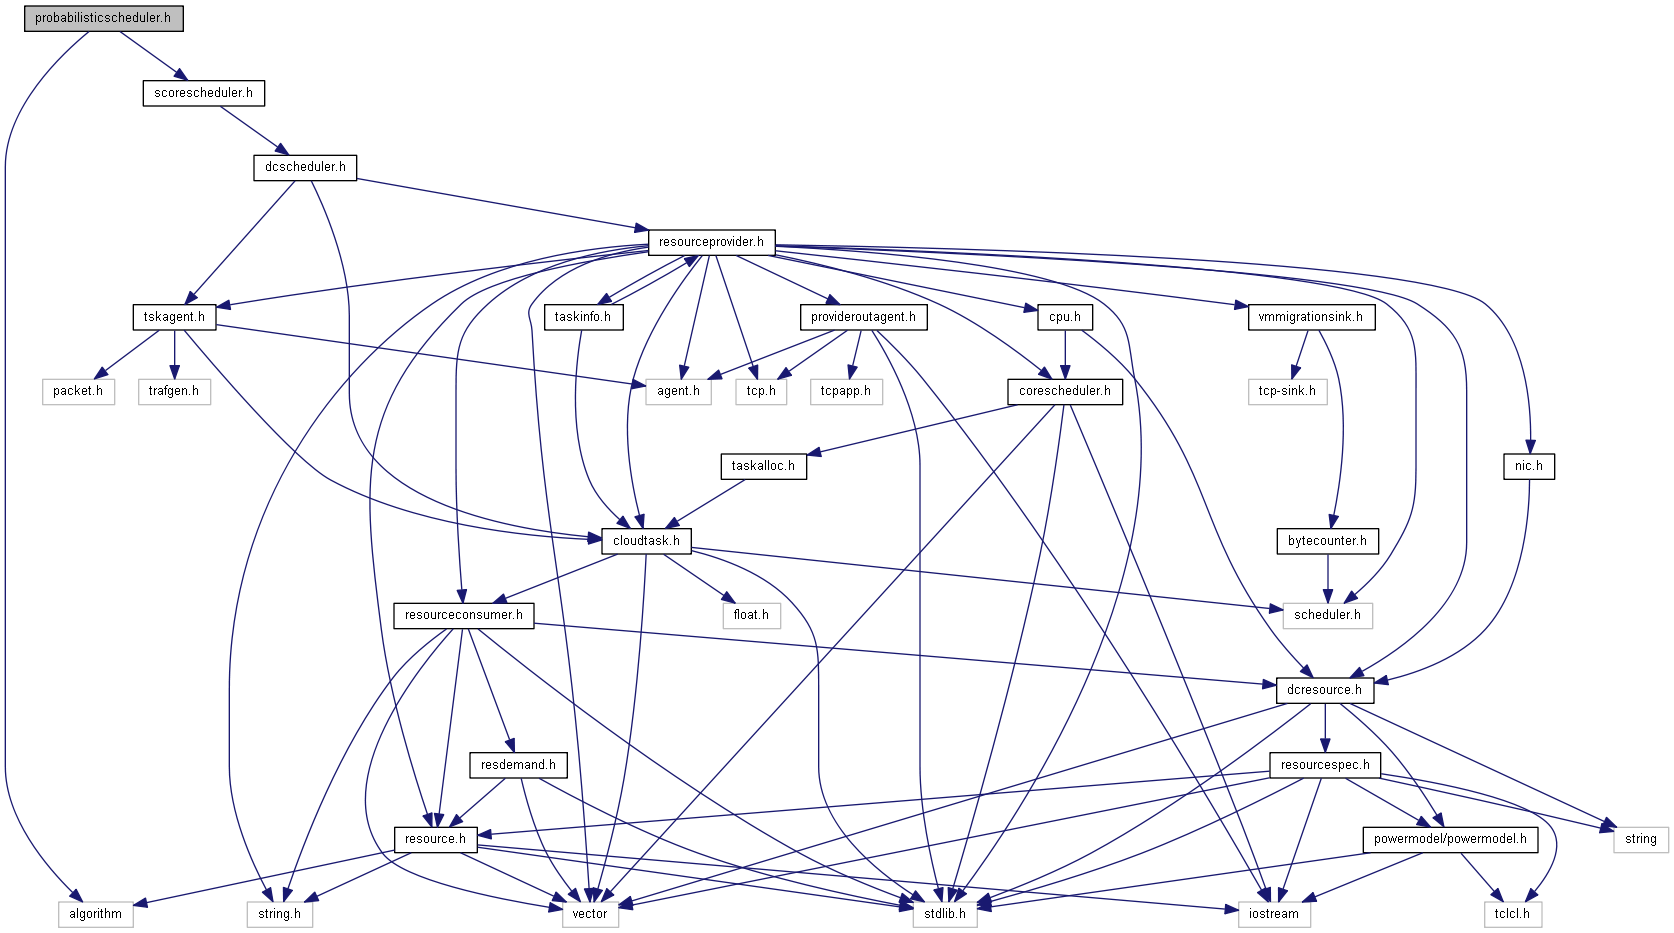 probabilisticscheduler.h
scorescheduler.h
dcscheduler.h
resourceprovider.h
tskagent.h
taskinfo.h
provideroutagent.h
cpu.h
vmmigrationsink.h
packet.h
trafgen.h
agent.h
tcp.h
tcpapp.h
corescheduler.h
tcp-sink.h
taskalloc.h
nic.h
cloudtask.h
bytecounter.h
resourceconsumer.h
float.h
scheduler.h
dcresource.h
resdemand.h
resourcespec.h
resource.h
powermodel/powermodel.h
string
algorithm
string.h
vector
stdlib.h
iostream
tclcl.h